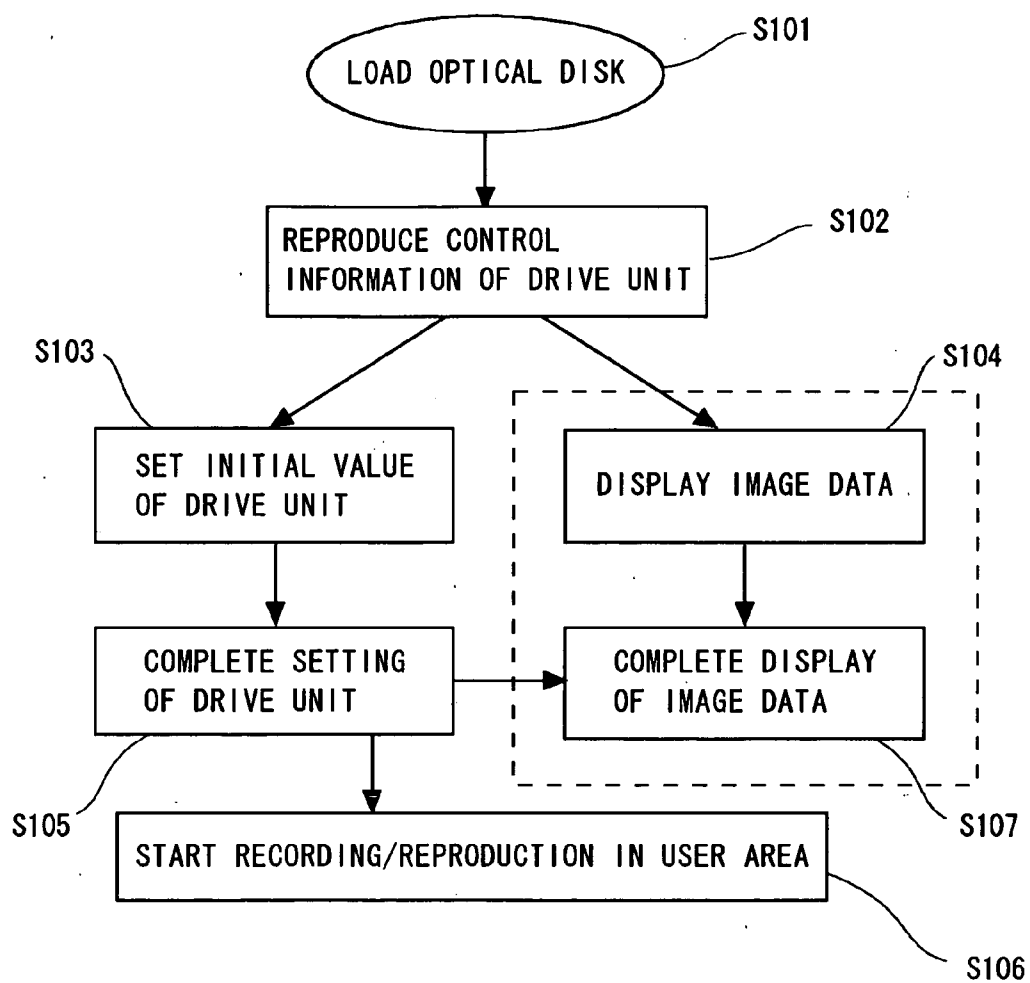 S101
LOAD OPTICAL DISK
S102
REPRODUCE CONTROL
INFORMATION OF DRIVE UNIT
S103
S104
SET INITIAL VALUE
OF DRIVE UNIT
DISPLAY IMAGE DATA
COMPLETE SETTING
OF DRIVE UNIT
COMPLETE DISPLAY
OF IMAGE DATA
S105
S107
START RECORDING/REPRODUCTION IN USER AREA
S106